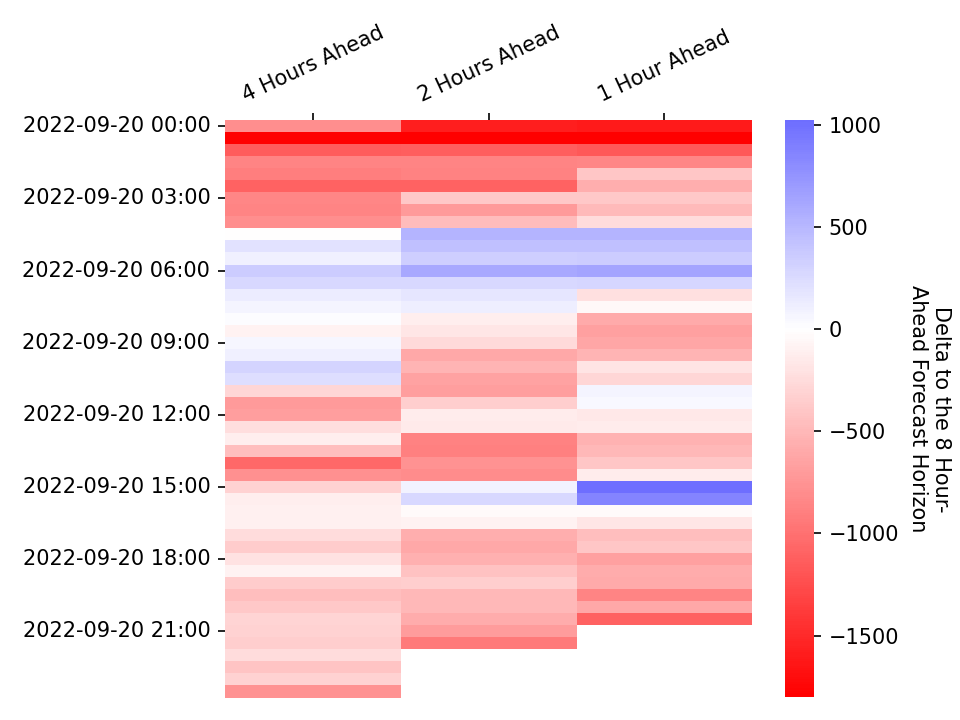 4 Hours Ahead
2 Hours Ahead
1 Hour Ahead
2022-09-20 00:00
2022-09-20 03:00
2022-09-20 06:00
2022-09-20 09:00
2022-09-20 12:00
2022-09-20 15:00
2022-09-20 18:00
2022-09-20 21:00
1000
500
0
−500
−1000
−1500
Delta to the 8 Hour-
Ahead Forecast Horizon